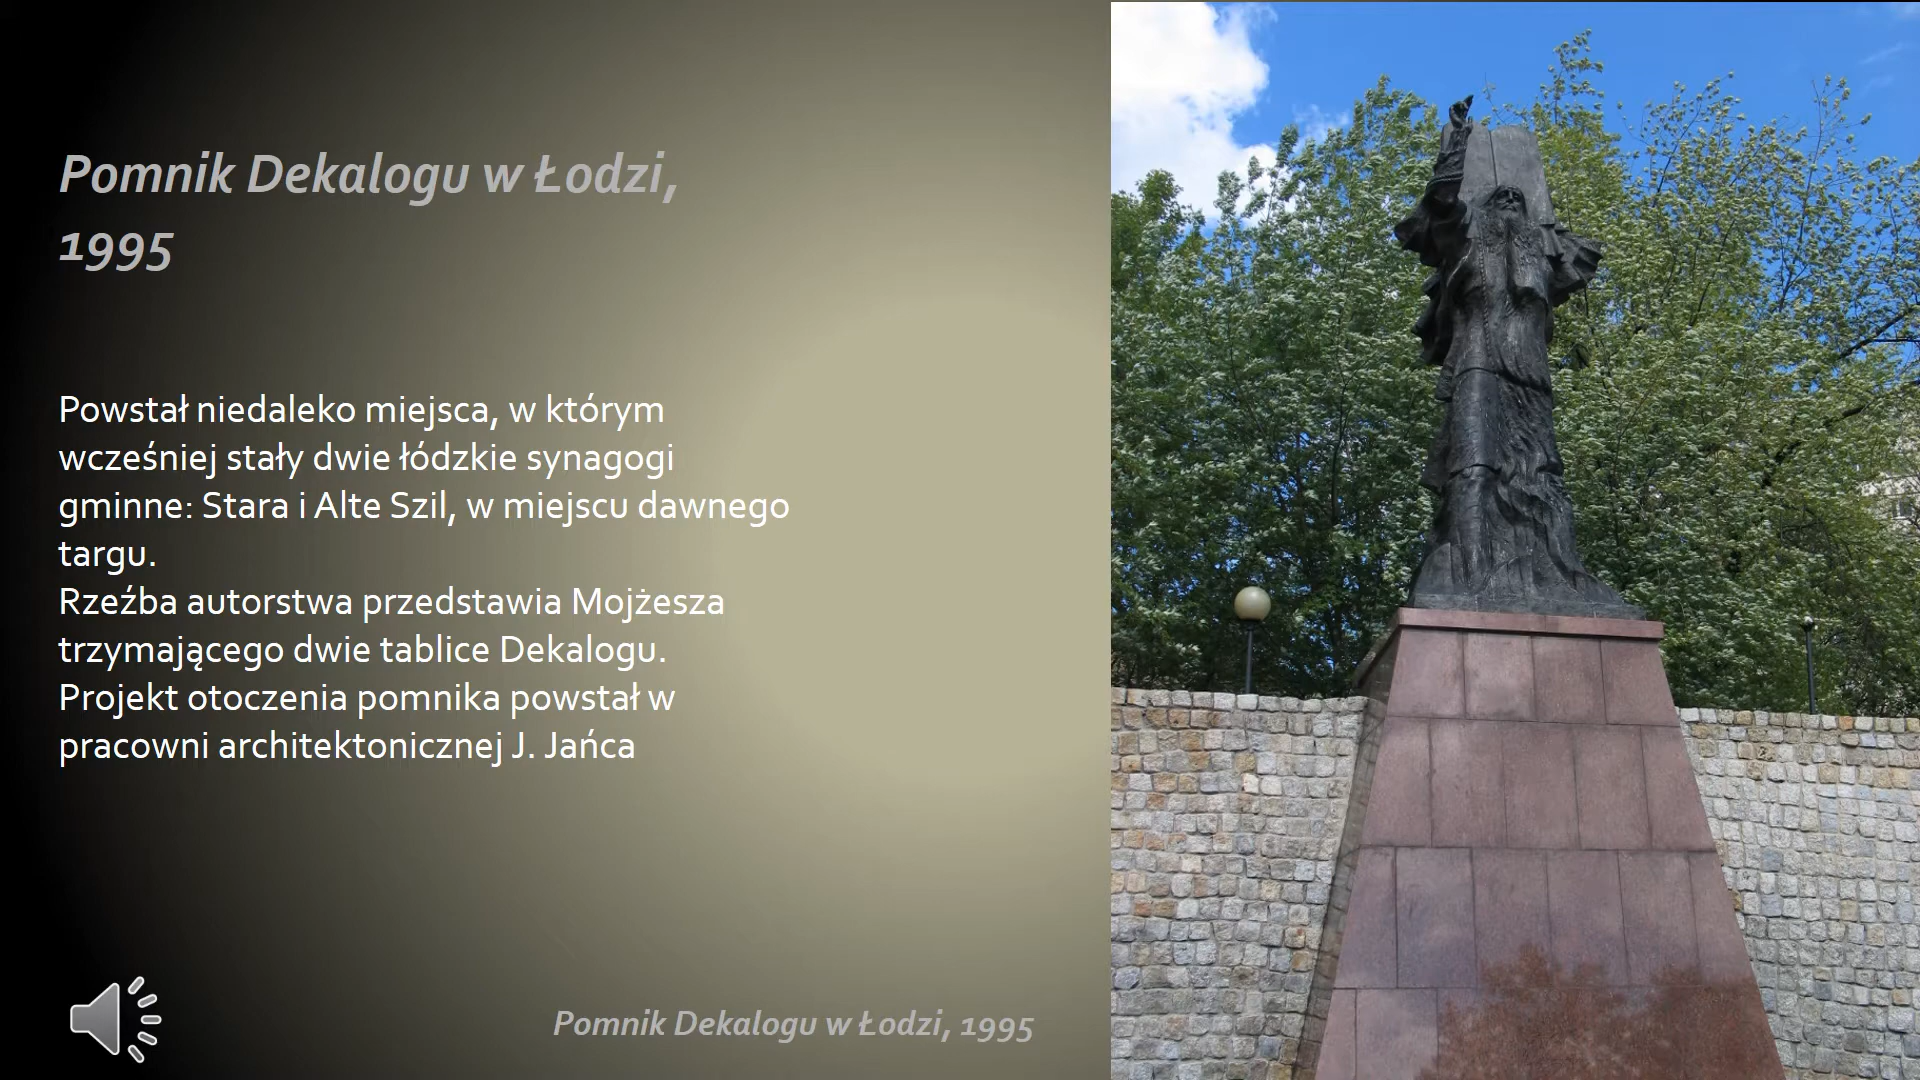 Pomnik Dekalogu w Łodzi,
1995
Powstał niedaleko miejsca, w którym
wcześniej stały dwie łódzkie synagogi
gminne: Stara i Alte Szil, w miejscu dawnego
targu.
Rzeźba autorstwa przedstawia Mojżesza
trzymającego dwie tablice Dekalogu.
Projekt otoczenia pomnika powstał w
pracowni architektonicznej J. Jańca
Pomnik Dekalogu w Łodzi, 1995